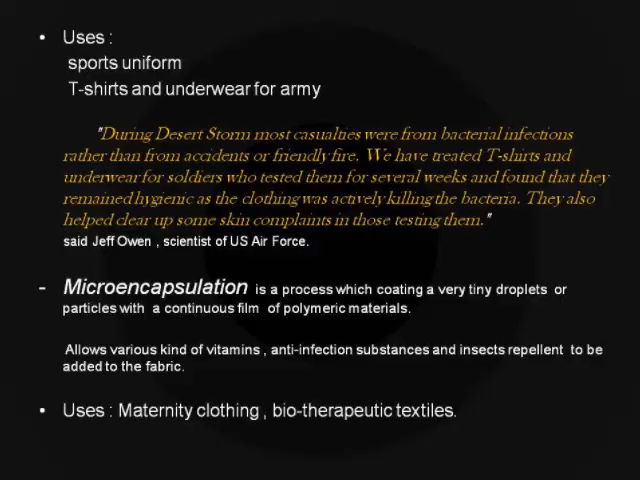 • Uses :
sports uniform
T-shirts and underwear for army
"During Desert Storm most casualties were from bacterial infections
rather than from accidents or friendly fire. We have treated T-shirts and
underwear for soldiers who tested them for several weeks and found that they
remained hygienic as the clothing was actively killing the bacteria. They also
helped clear up some skin complaints in those testing them."
said Jeff Owen , scientist of US Air Force.
- Microencapsulation is a process which coating a very tiny droplets or
particles with a continuous film of polymeric materials.
Allows various kind of vitamins , anti-infection substances and insects repellent to be
added to the fabric.
• Uses : Maternity clothing , bio-therapeutic textiles.